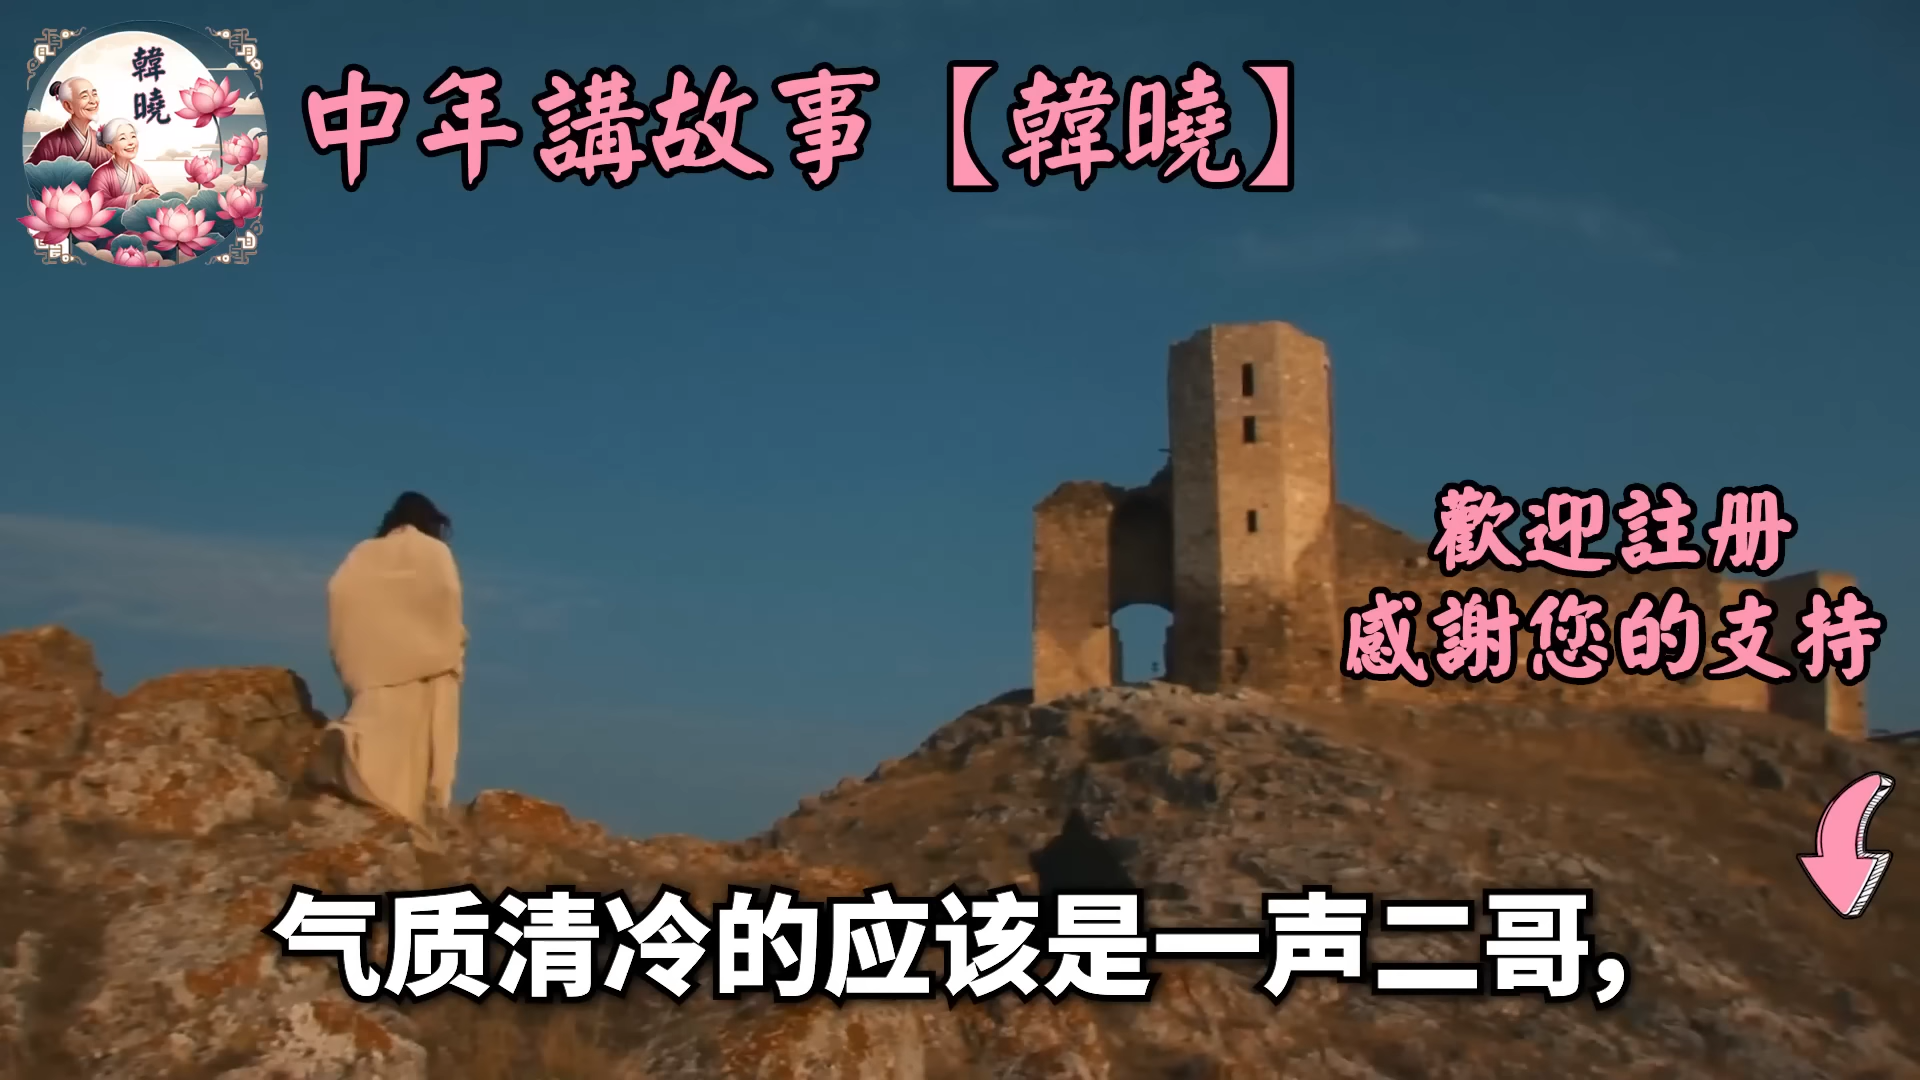 韓
曉
中年講故事【韓曉】
歡迎註册
感謝您的支持
气质清冷的应该是一声二哥,